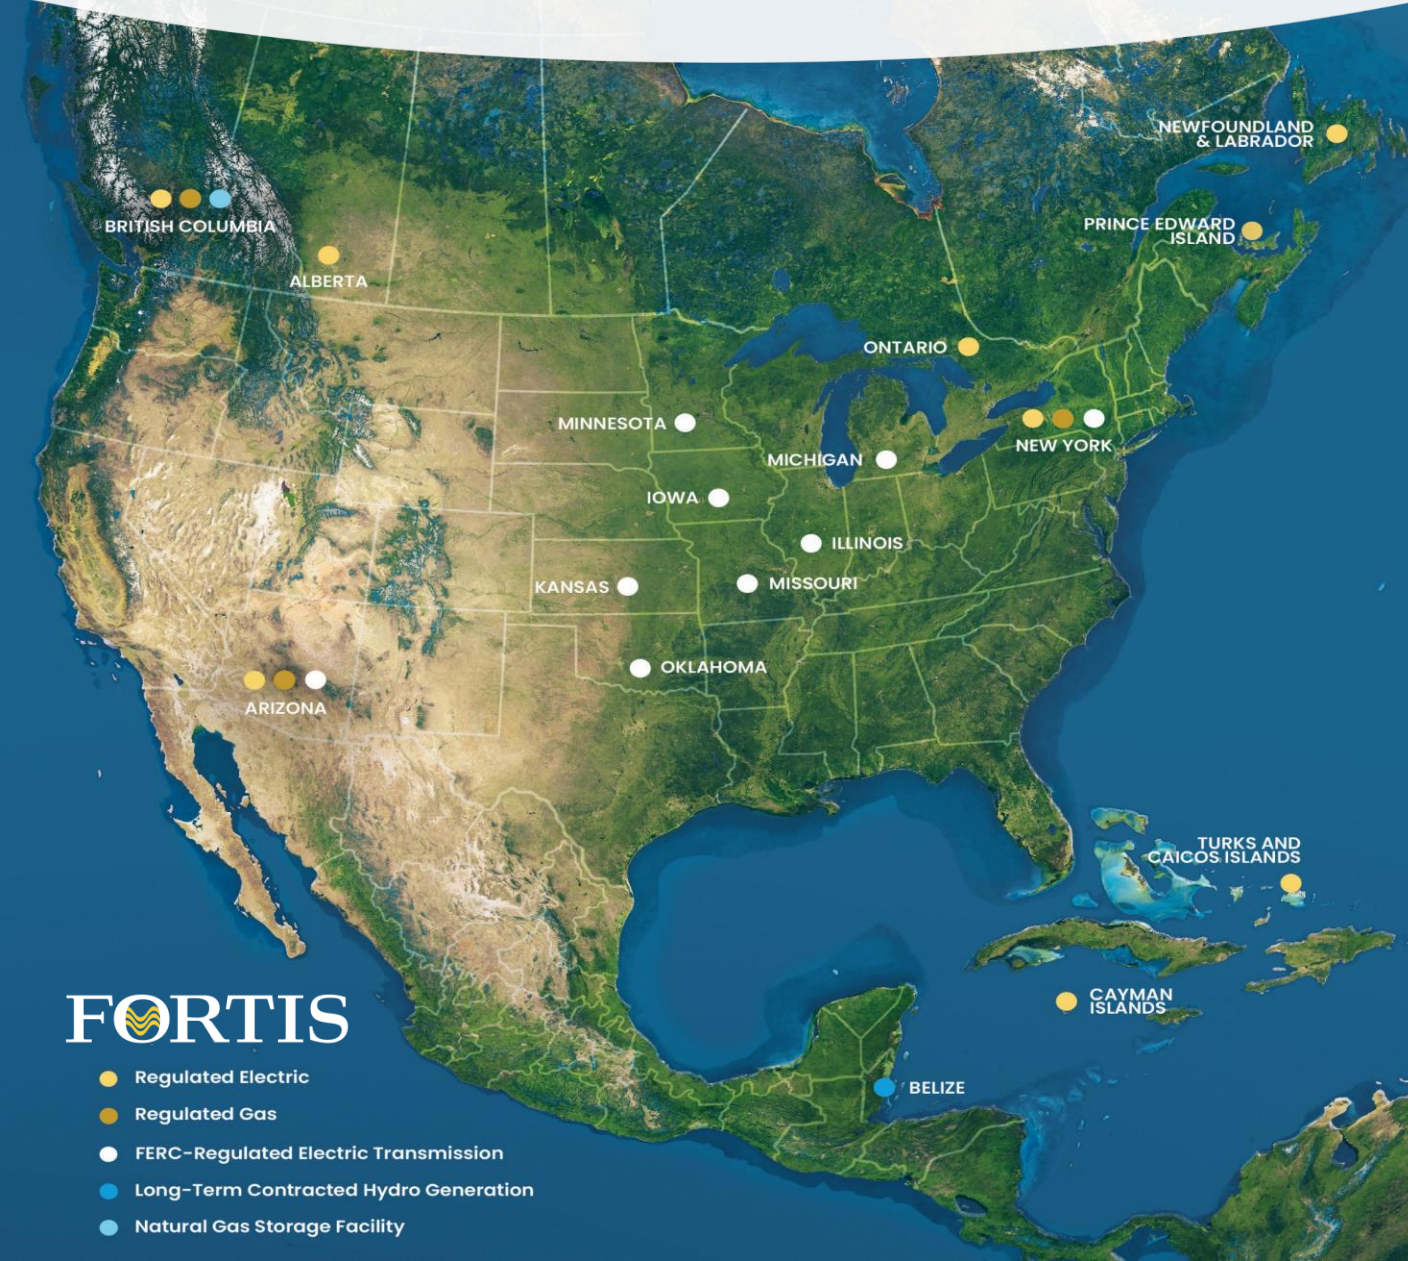 NEWFOUNDLAND
& LABRADOR
BRITISH COLUMBIA
PRINCE EDWARD
ISLAND
ALBERTA
ONTARIO
MINNESOTA
NEW YORK
MICHIGAN
IOWA
ILLINOIS
KANSAS
MISSOURI
OKLAHOMA
ARIZONA
TURKS AND
CAICOS ISLANDS
CAYMAN
ISLANDS
BELIZE
FORTIS
Regulated Electric
Regulated Gas
FERC-Regulated Electric Transmission
Long-Term Contracted Hydro Generation
Natural Gas Storage Facility